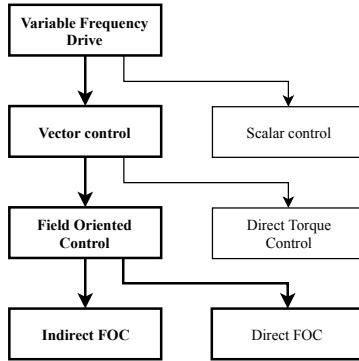 Variable Frequency
Drive
Vector control
Scalar control
Field Oriented
Control
Direct Torque
Control
Indirect FOC
Direct FOC